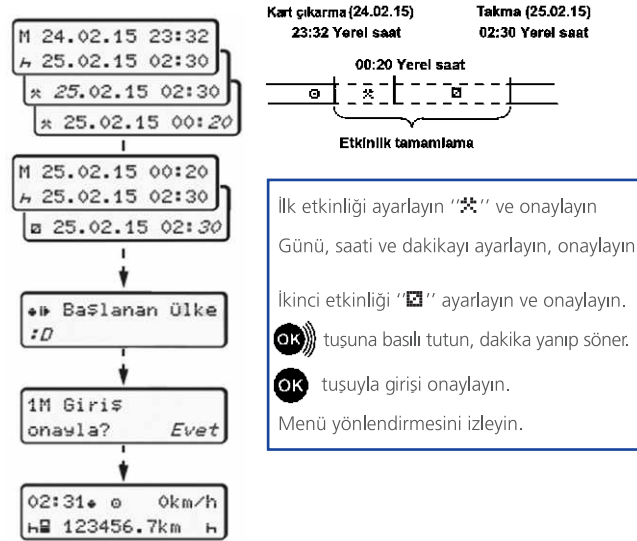 M 24.02.15 23:32
25.02.15 02:30
25.02.15 02:30
25.02.15 00:20
M 25.02.15 00:20
25.02.15 02:30
25.02.15 02:30
Başlanan ülke
:D
1M Giriş
onayla? Evet
02:31 0km/h
123456.7km
Kart çıkarma (24.02.15) Takma (25.02.15)
23:32 Yerel saat 02:30 Yerel saat
00:20 Yerel saat
Etkinlik tamamlama
İlk etkinliği ayarlayın ‘‘ ’’ ve onaylayın
Günü, saati ve dakikayı ayarlayın, onaylayın
İkinci etkinliği ‘‘ ’’ ayarlayın ve onaylayın.
OK tuşuna basılı tutun, dakika yanıp söner.
OK tuşuyla girişi onaylayın.
Menü yönlendirmesini izleyin.